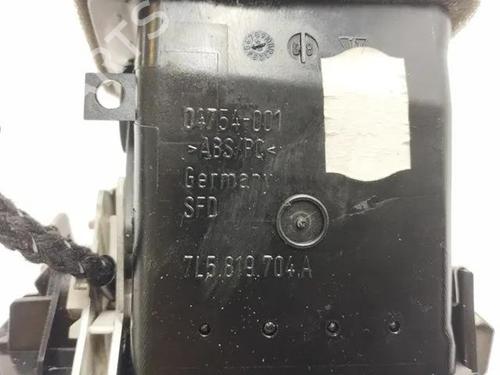 04754-001
>ABS/PC<
Germany
SFD
7L5.819.704.A